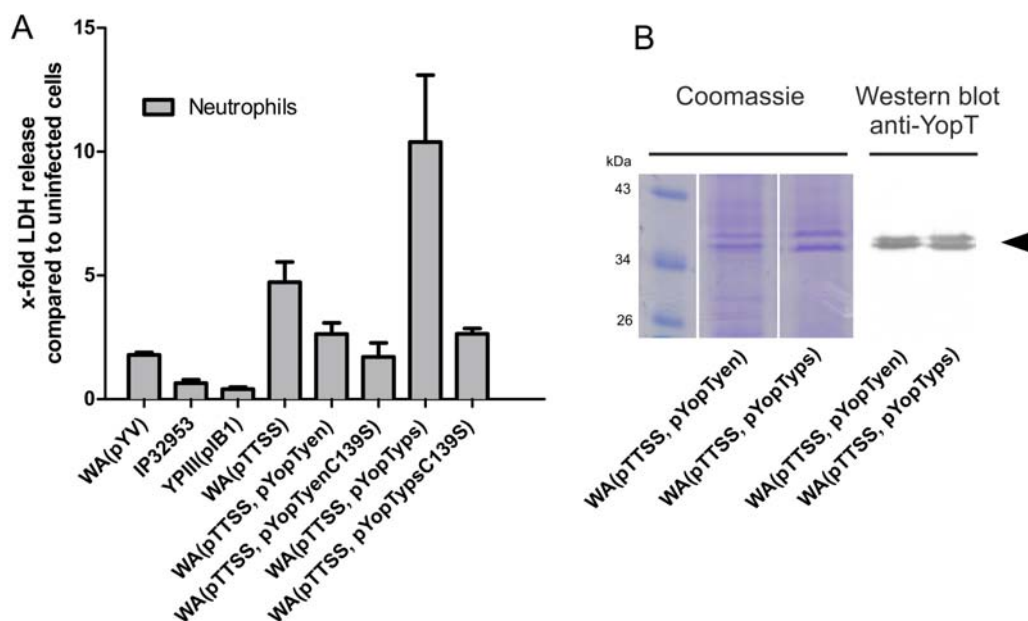 A
x-fold LDH release
compared to uninfected cells
15
10
5
0
Neutrophils
WA(pYV)
IP32953
YPIII(pIB1)
WA(pTTSS)
WA(pTTSS, pYopTyen)
WA(pTTSS, pYopTyenC139S)
WA(pTTSS, pYopTyps)
WA(pTTSS, pYopTypsC139S)
B
Coomassie
Western blot
anti-YopT
kDa
43
34
26
WA(pTTSS, pYopTyen)
WA(pTTSS, pYopTyps)
WA(pTTSS, pYopTyen)
WA(pTTSS, pYopTyps)